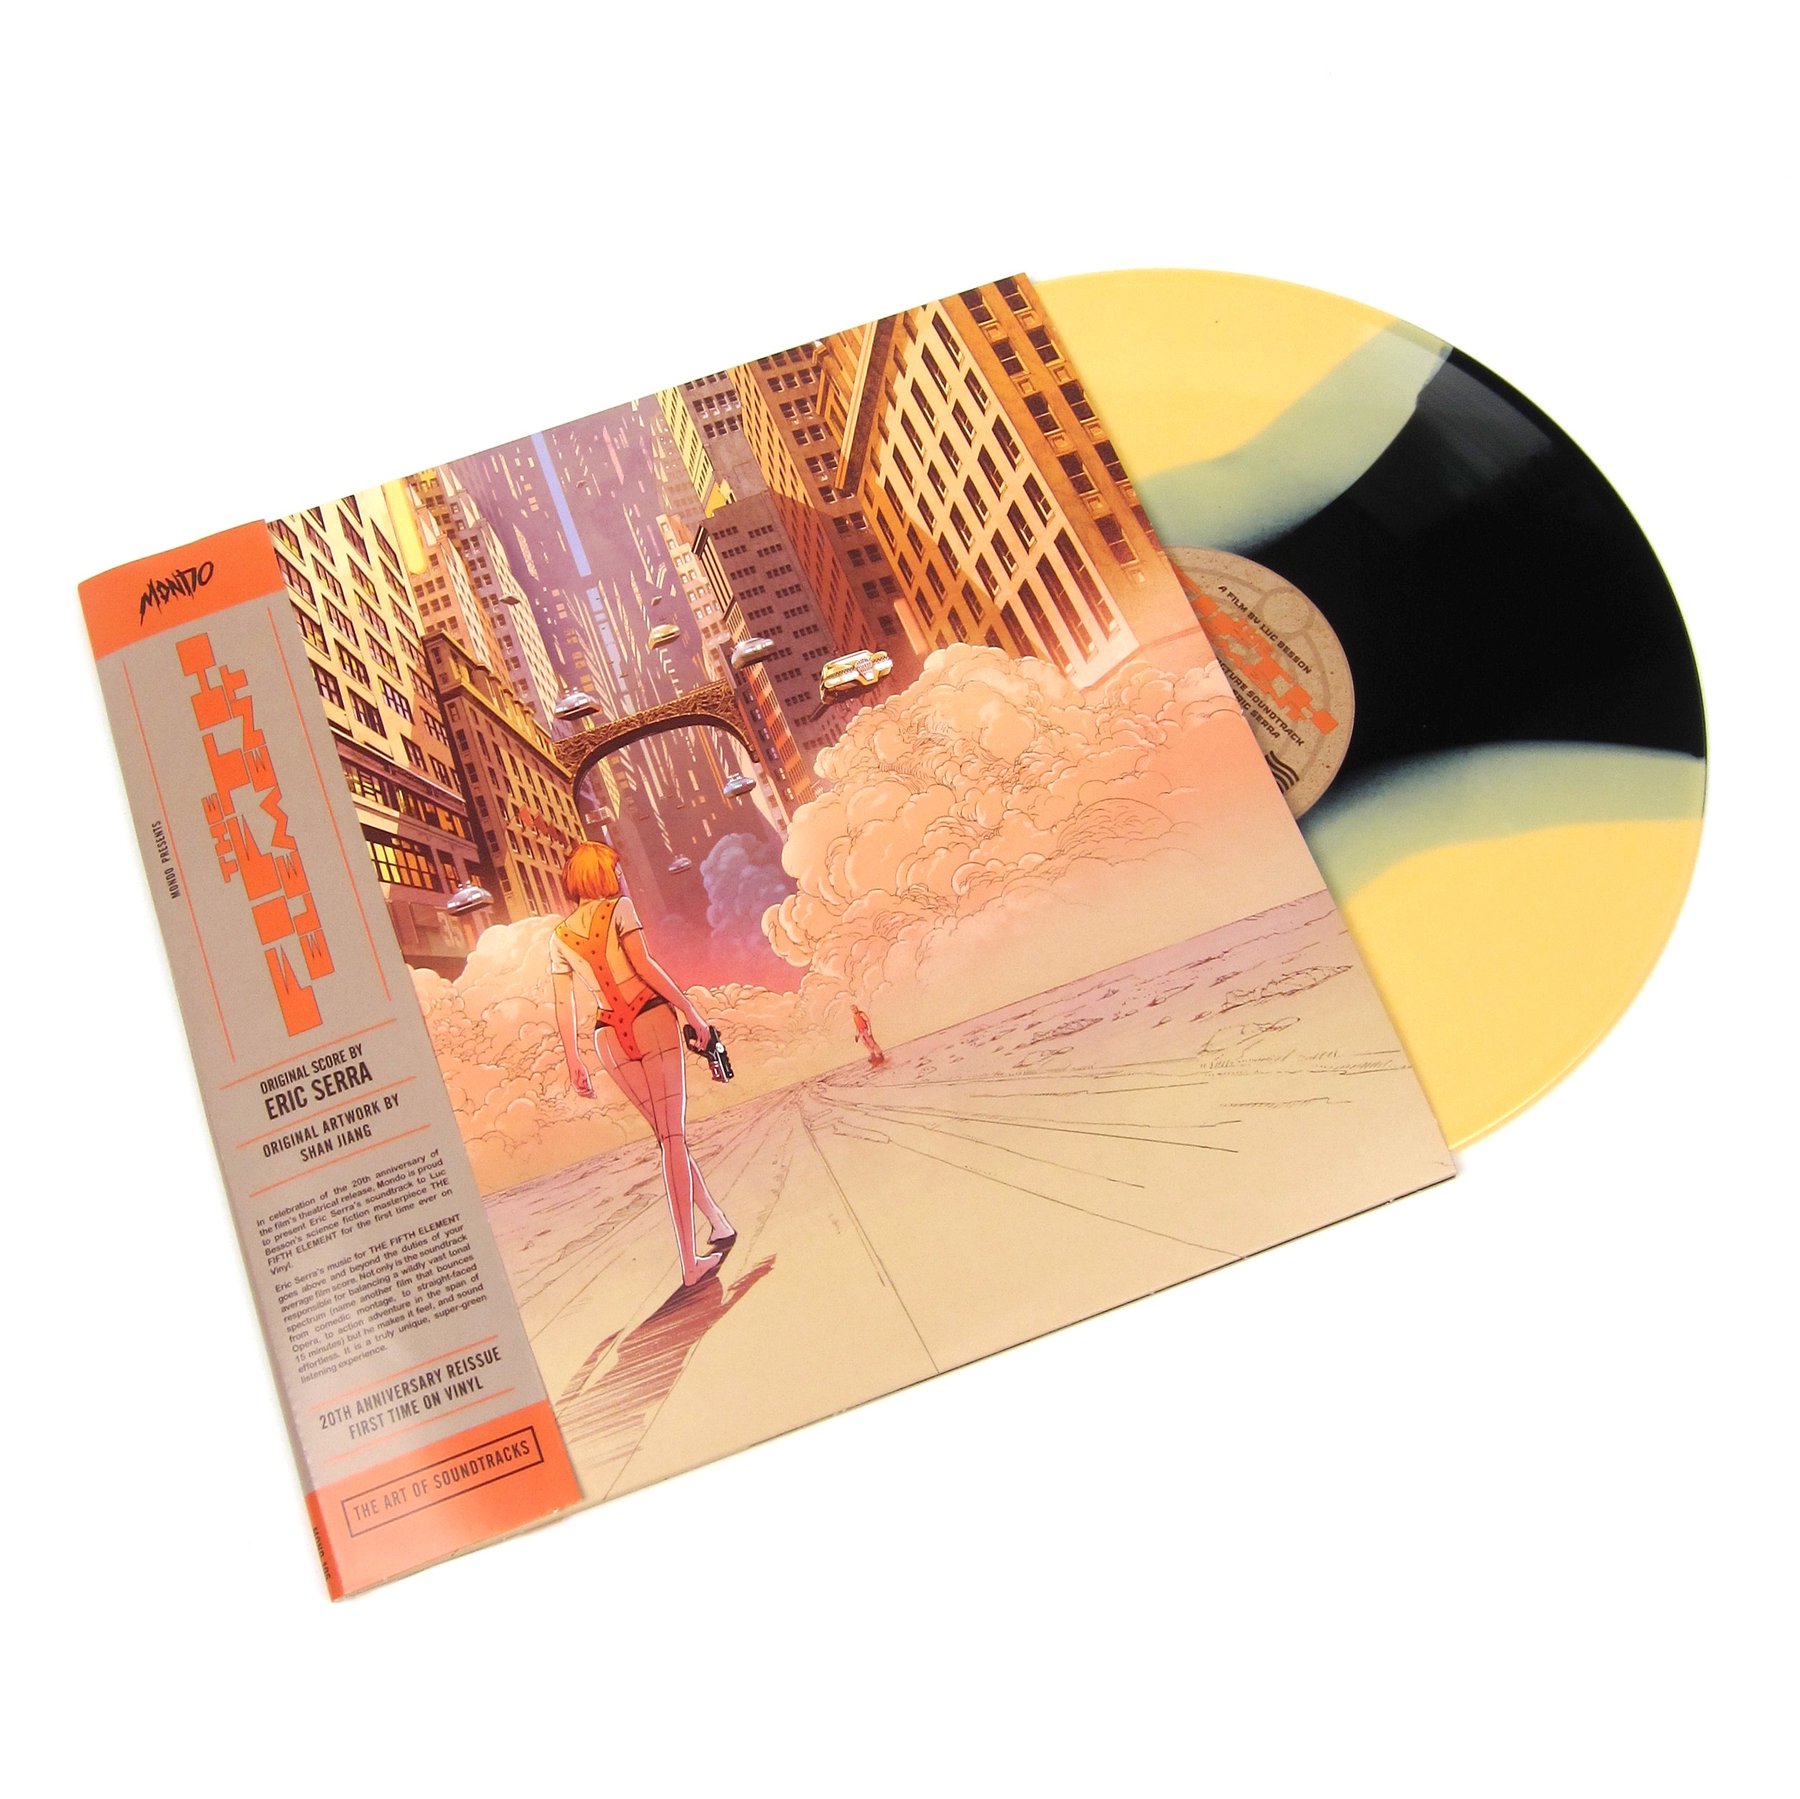 MONDO
MONDO PRESENTS
THE
FIFTH
ELEMENT
ORIGINAL SCORE BY
ERIC SERRA
ORIGINAL ARTWORK BY
SHAN JIANG
In celebration of the 20th anniversary of
the film's theatrical release, Mondo is proud
to present Eric Serra's soundtrack to Luc
Besson's science fiction masterpiece THE
FIFTH ELEMENT for the first time ever on
Vinyl.
Eric Serra's music for THE FIFTH ELEMENT
goes above and beyond the duties of your
average film score. Not only is the soundtrack
responsible for balancing a wildly vast tonal
spectrum (name another film that bounces
from comedic montage, to straight-faced
Opera, to action adventure in the span of
15 minutes) but he makes it feel, and sound
effortless. It is a truly unique, super-green
listening experience.
20TH ANNIVERSARY REISSUE
FIRST TIME ON VINYL
THE ART OF SOUNDTRACKS
A FILM BY LUC BESSON
SOUNDTRACK
ERIC SERRA